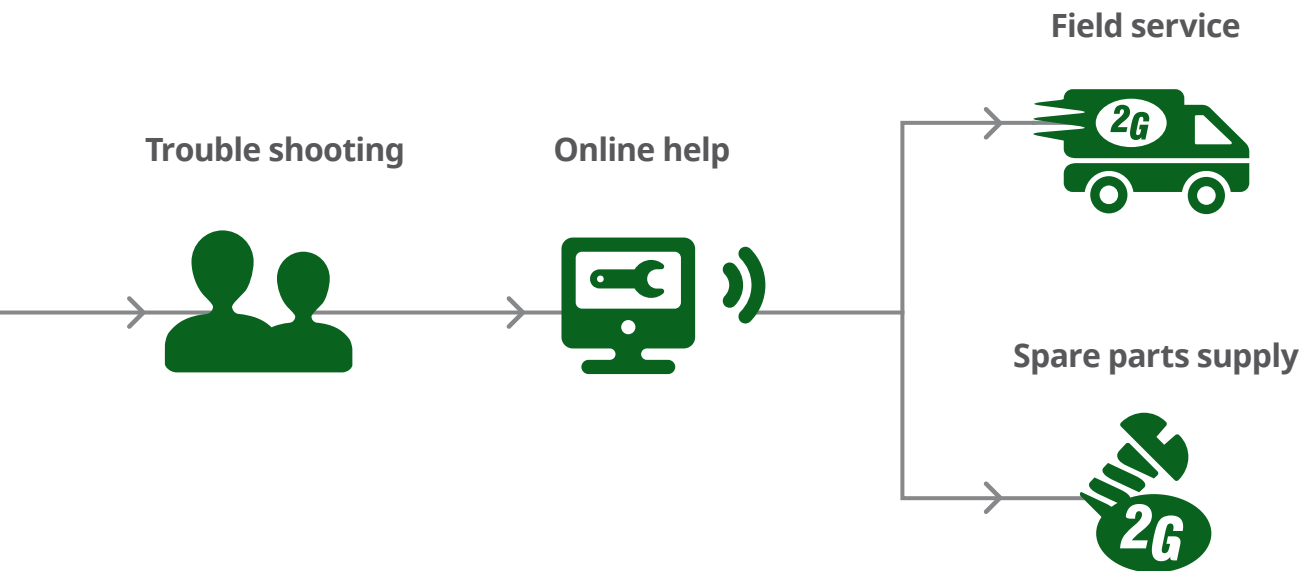 Field service
2G
Trouble shooting
Online help
Spare parts supply
2G